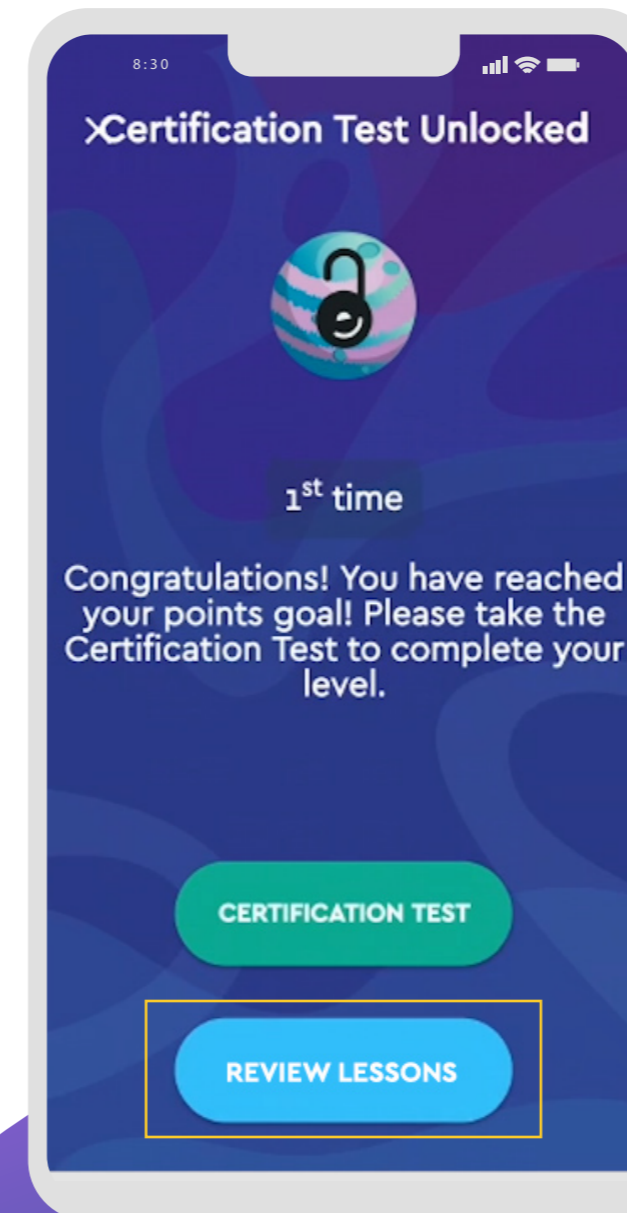 8:30
Certification Test Unlocked
1st time
Congratulations! You have reached
your points goal! Please take the
Certification Test to complete your
level.
CERTIFICATION TEST
REVIEW LESSONS